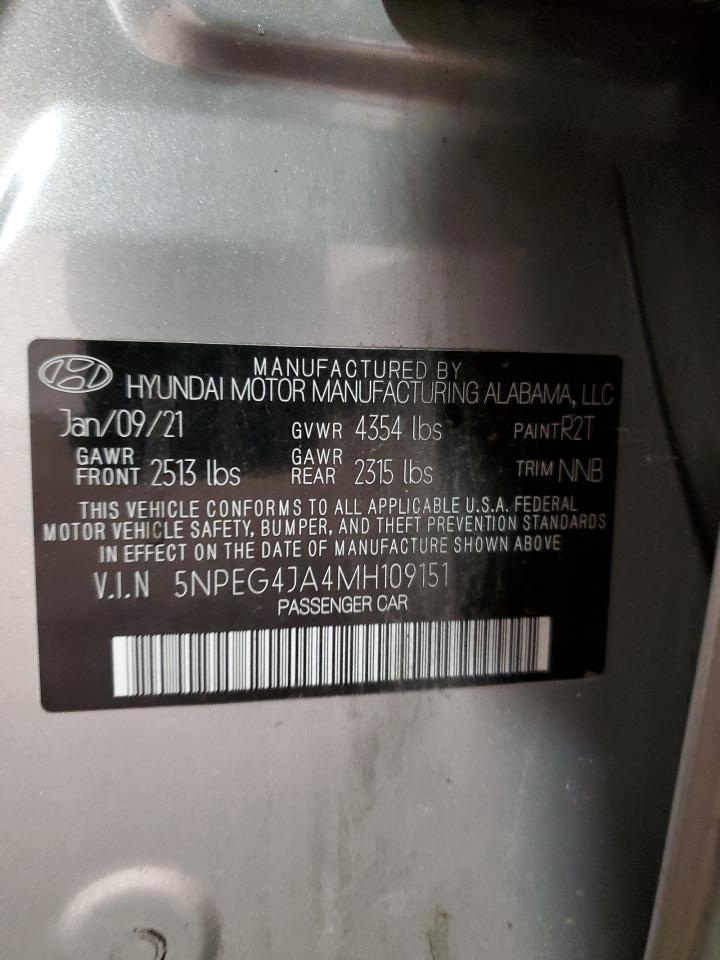 MANUFACTURED BY
HYUNDAI MOTOR MANUFACTURING ALABAMA, LLC
Jan/09/21 GVWR 4354 lbs PAINT R2T
GAWR FRONT 2513 lbs GAWR REAR 2315 lbs TRIM NNB
THIS VEHICLE CONFORMS TO ALL APPLICABLE U.S.A. FEDERAL
MOTOR VEHICLE SAFETY, BUMPER, AND THEFT PREVENTION STANDARDS
IN EFFECT ON THE DATE OF MANUFACTURE SHOWN ABOVE
V.I.N 5NPEG4JA4MH109151
PASSENGER CAR